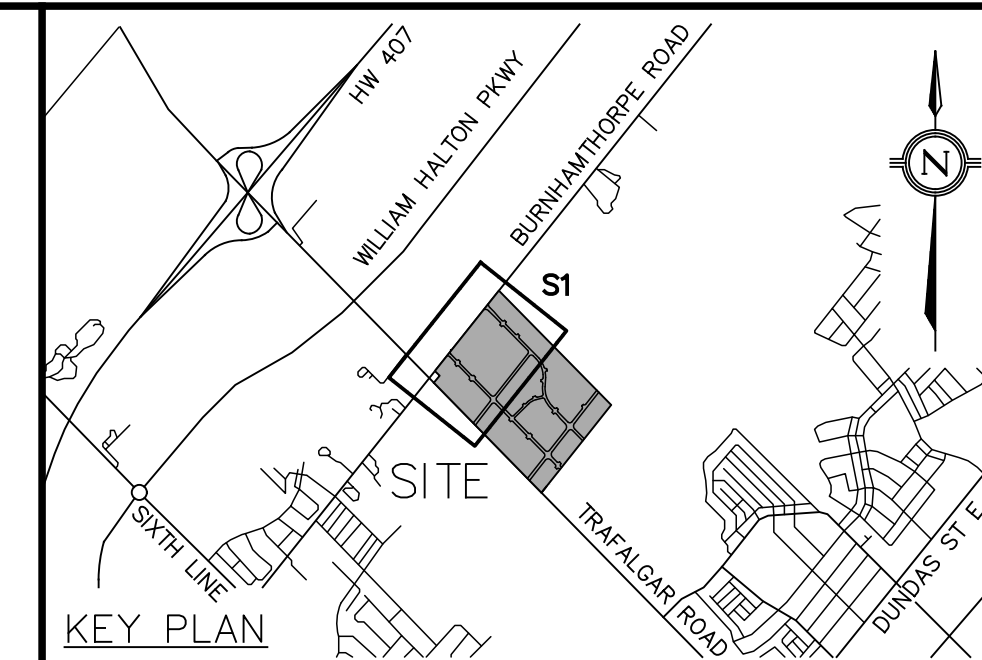 HW 407
WILLIAM HALTON PKWY
BURNHAMTHORPE ROAD
N
S1
SITE
SIXTH LINE
TRAFALGAR ROAD
DUNDAS ST E
KEY PLAN